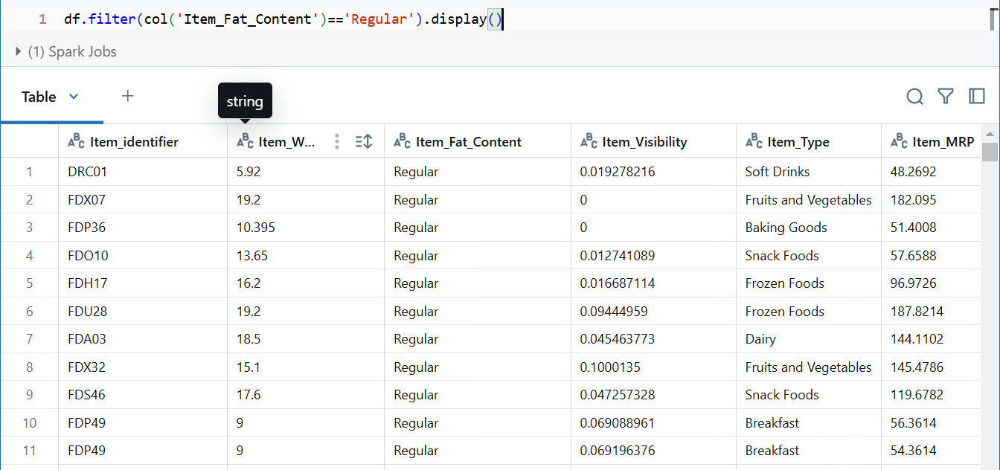 1 df.filter(col('Item_Fat_Content')=='Regular').display()
(1) Spark Jobs
Table
string
Item_identifier Item_W... Item_Fat_Content Item_Visibility Item_Type Item_MRP
1 DRC01 5.92 Regular 0.019278216 Soft Drinks 48.2692
2 FDX07 19.2 Regular 0 Fruits and Vegetables 182.095
3 FDP36 10.395 Regular 0 Baking Goods 51.4008
4 FDO10 13.65 Regular 0.012741089 Snack Foods 57.6588
5 FDH17 16.2 Regular 0.016687114 Frozen Foods 96.9726
6 FDU28 19.2 Regular 0.09444959 Frozen Foods 187.8214
7 FDA03 18.5 Regular 0.045463773 Dairy 144.1102
8 FDX32 15.1 Regular 0.1000135 Fruits and Vegetables 145.4786
9 FDS46 17.6 Regular 0.047257328 Snack Foods 119.6782
10 FDP49 9 Regular 0.069088961 Breakfast 56.3614
11 FDP49 9 Regular 0.069196376 Breakfast 54.3614